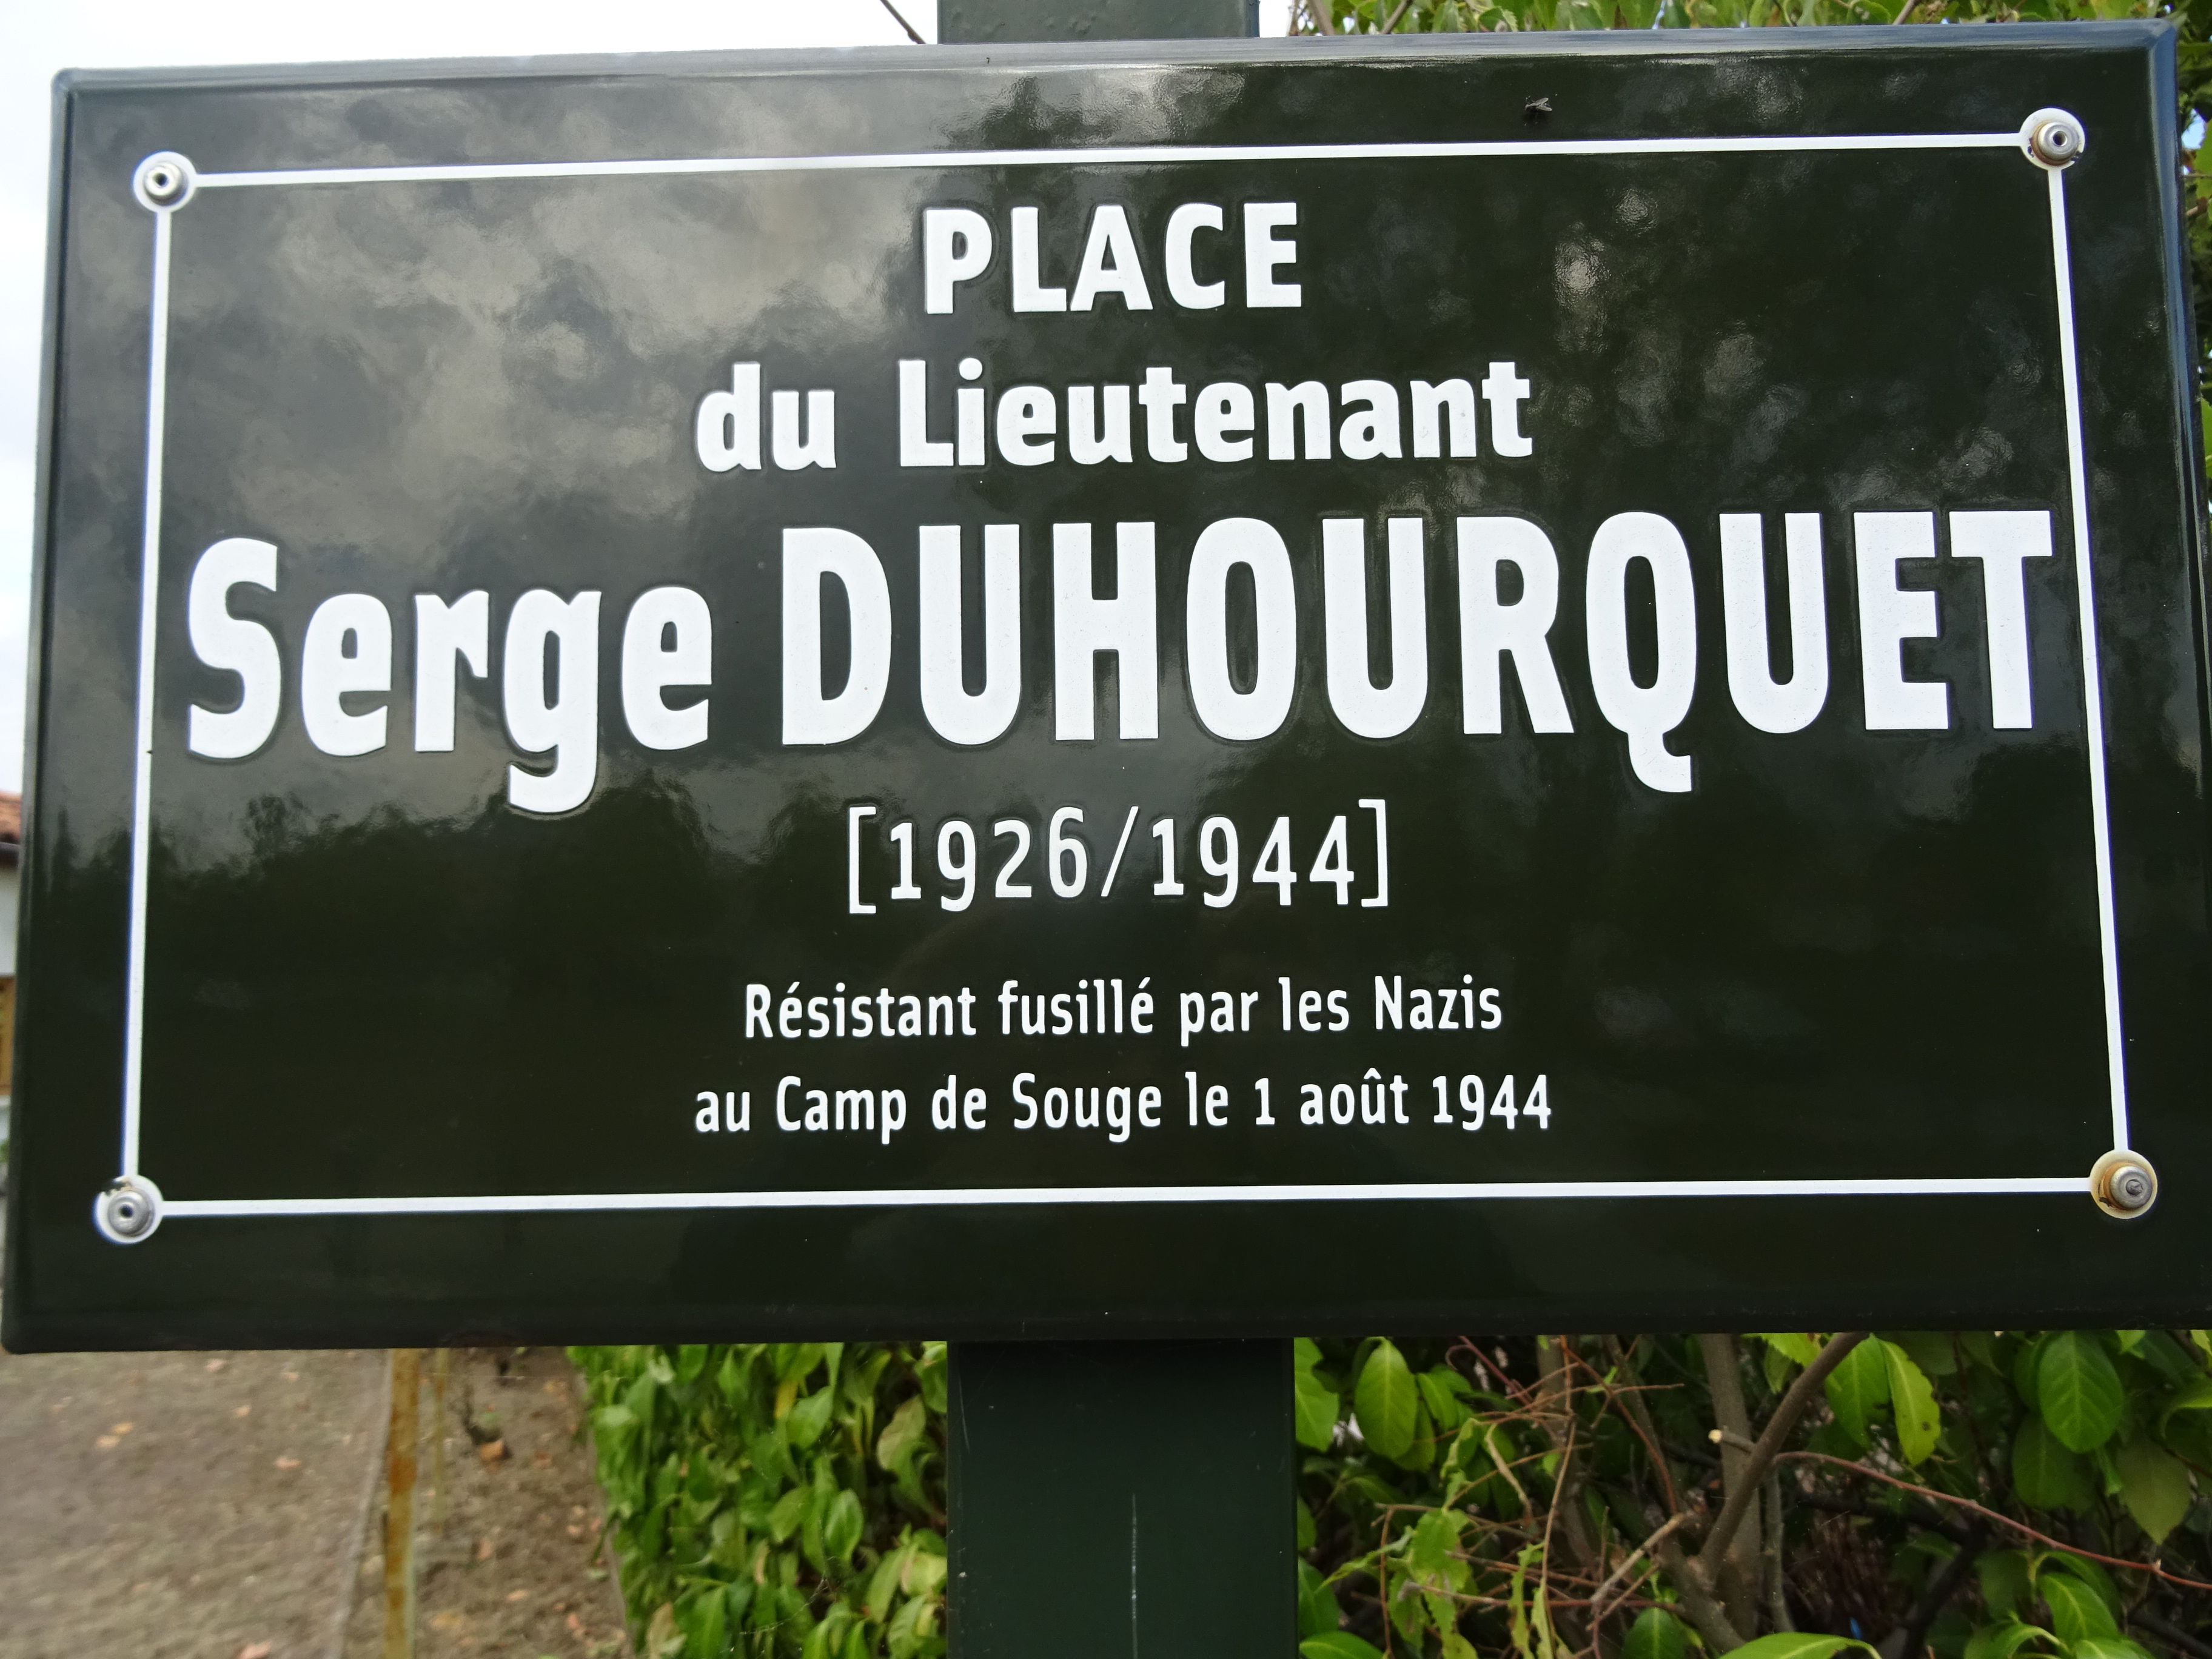 PLACE
du Lieutenant
Serge DUHOURQUET
[1926/1944]
Résistant fusillé par les Nazis
au Camp de Souge le 1 août 1944